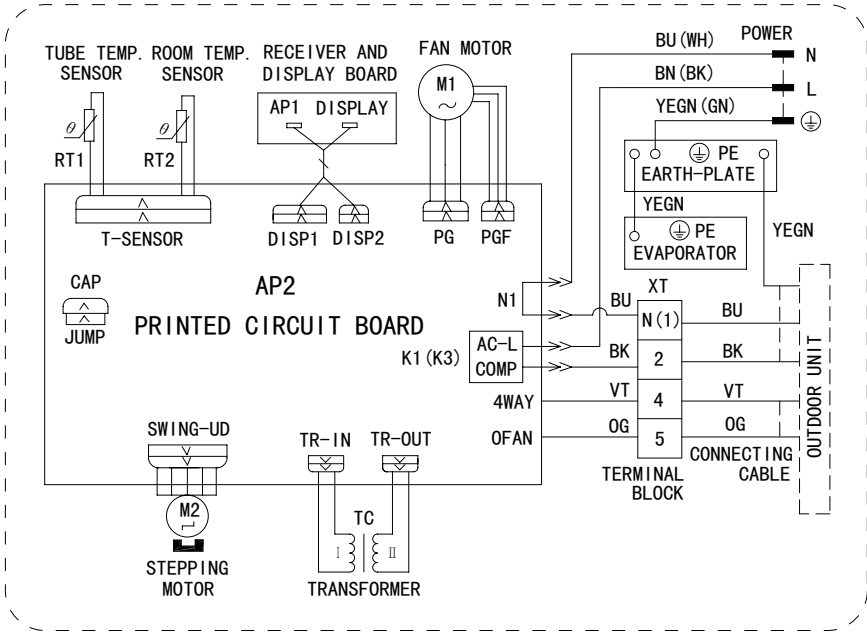 TUBE TEMP. SENSOR
ROOM TEMP. SENSOR
RECEIVER AND DISPLAY BOARD
FAN MOTOR
POWER
BU(WH)
N
BN(BK)
L
YEGN(GN)
AP1 DISPLAY
M1
θ
RT1
θ
RT2
PE
EARTH-PLATE
YEGN
YEGN
PE
EVAPORATOR
T-SENSOR
DISP1
DISP2
PG
PGF
CAP
JUMP
AP2
PRINTED CIRCUIT BOARD
N1
BU
XT
N(1)
BU
K1(K3)
AC-L
COMP
BK
2
BK
4WAY
VT
4
VT
OFAN
OG
5
OG
TERMINAL BLOCK
CONNECTING CABLE
OUTDOOR UNIT
SWING-UD
TR-IN
TR-OUT
M2
STEPPING MOTOR
TC
I
II
TRANSFORMER